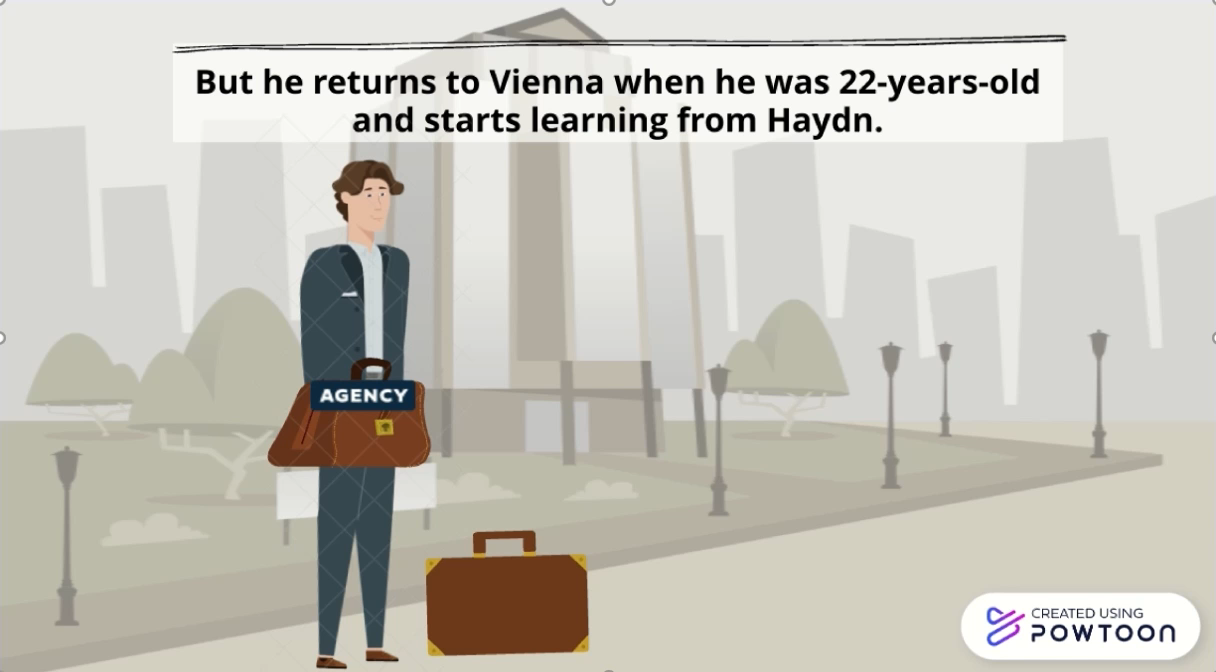 But he returns to Vienna when he was 22-years-old
and starts learning from Haydn.
AGENCY
CREATED USING
POWTOON